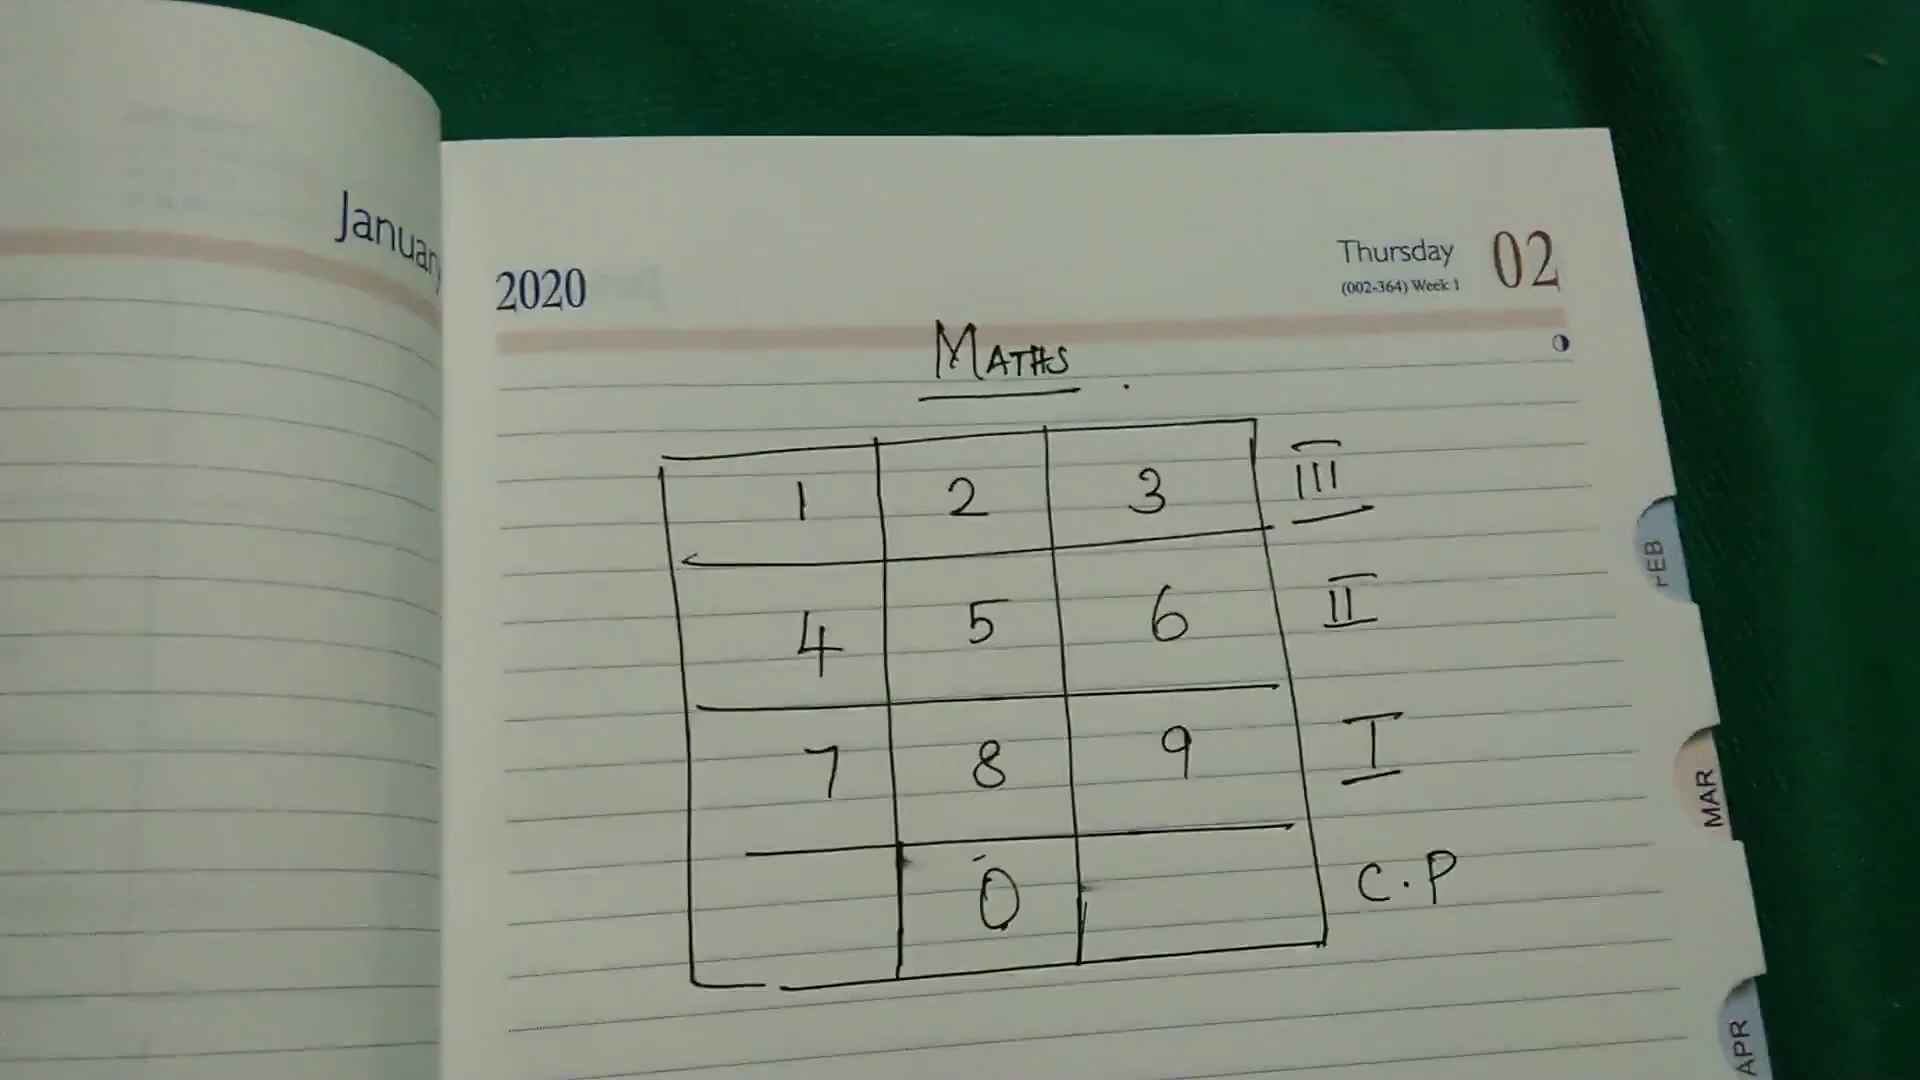 January
2020
Thursday 02
(002-364) Week 1
MATHS
1 2 3 III
4 5 6 II
7 8 9 I
0 C.P
FEB
MAR
APR